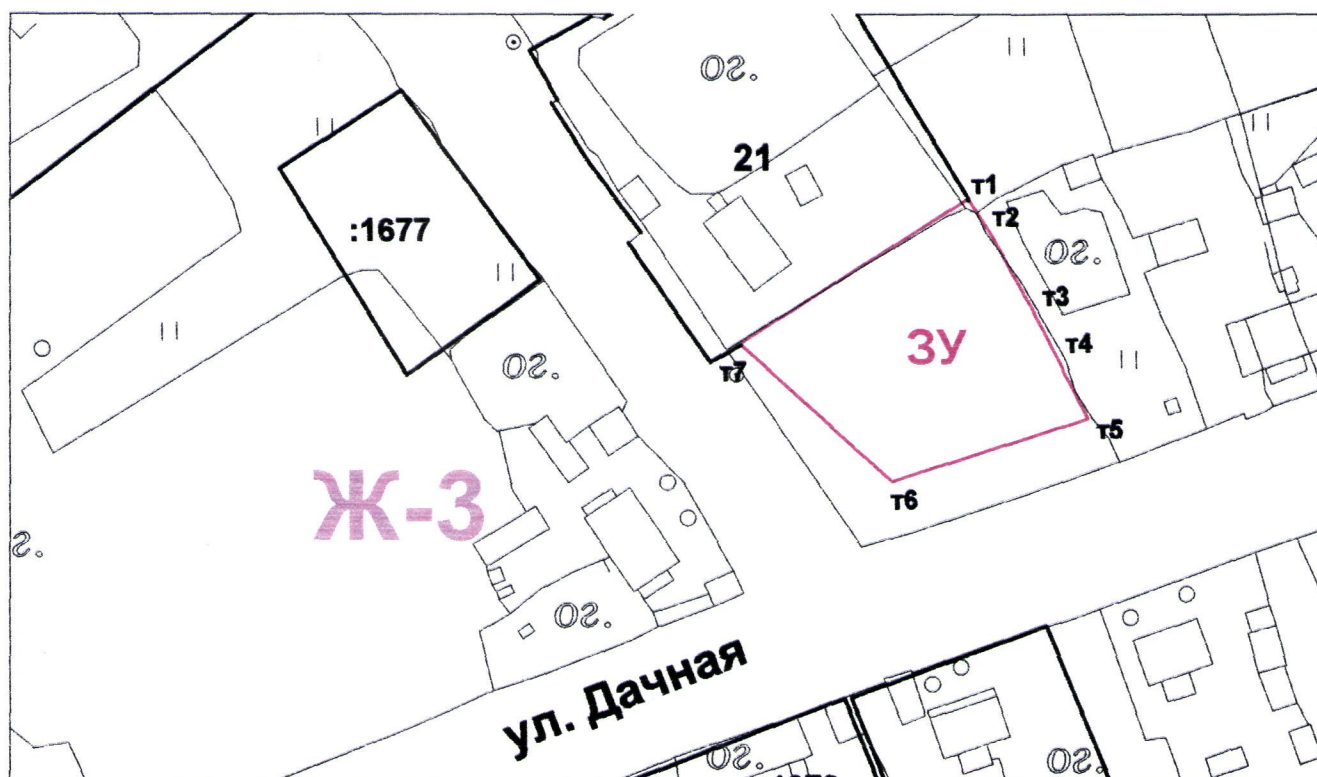 ог.
21
т1
т2
:1677
ог.
т3
ЗУ
т4
ог.
т7
т5
Ж-3
т6
г.
ог.
ул. Дачная
ог.
ог.